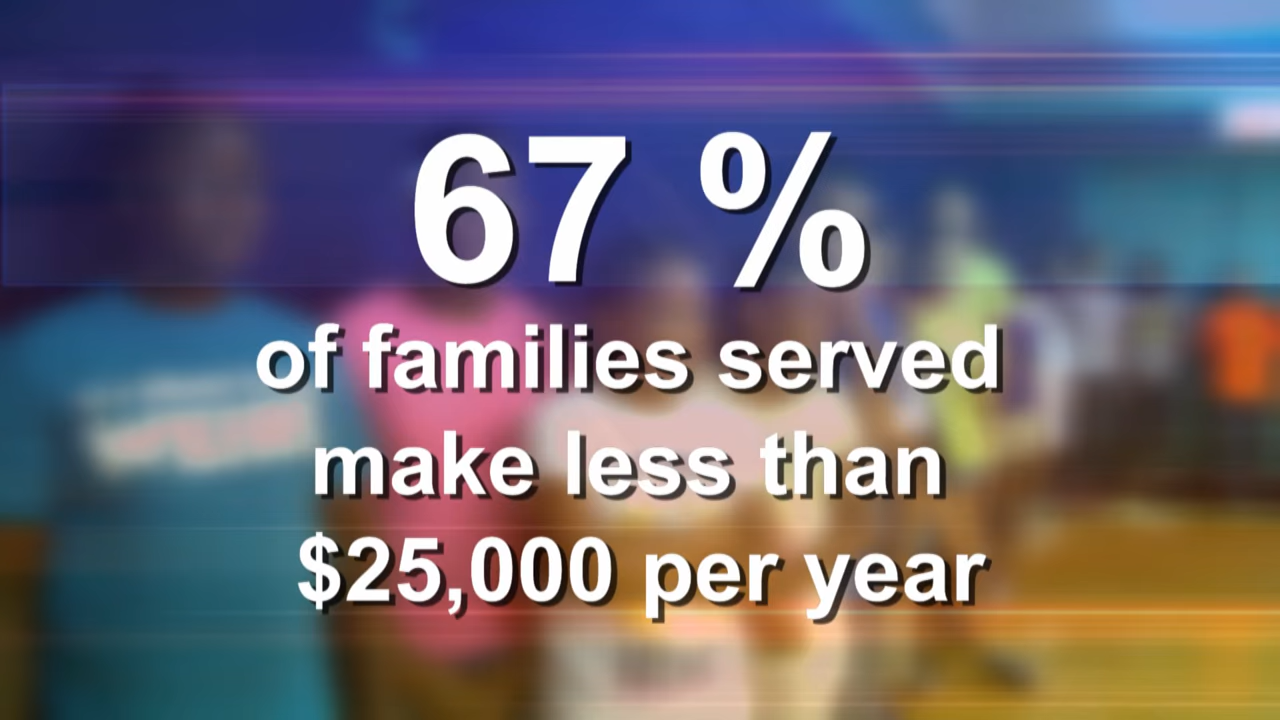 67 %
of families served
make less than
$25,000 per year